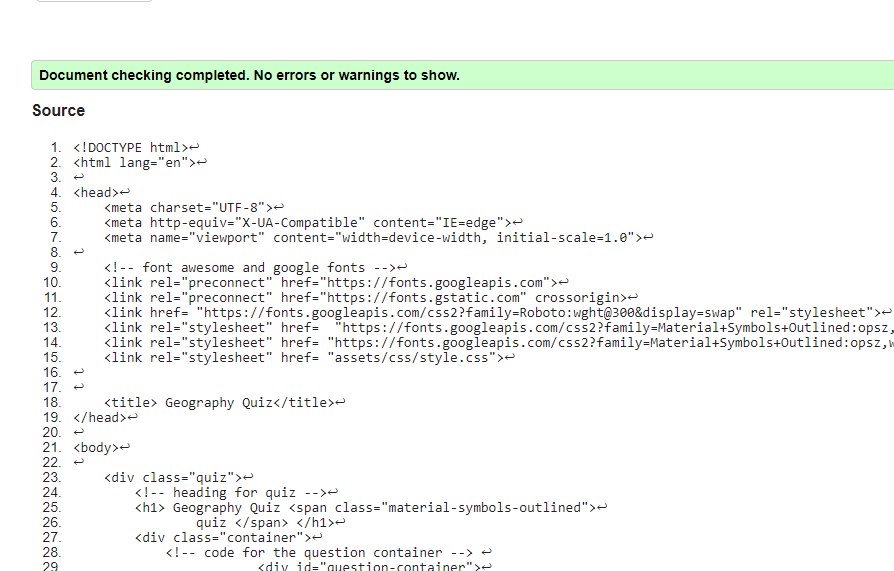 Document checking completed. No errors or warnings to show.
Source
1. <!DOCTYPE html>↩
2. <html lang="en">↩
3. ↩
4. <head>↩
5. <meta charset="UTF-8">↩
6. <meta http-equiv="X-UA-Compatible" content="IE=edge">↩
7. <meta name="viewport" content="width=device-width, initial-scale=1.0">↩
8. ↩
9. <!-- font awesome and google fonts -->↩
10. <link rel="preconnect" href="https://fonts.googleapis.com">↩
11. <link rel="preconnect" href="https://fonts.gstatic.com" crossorigin>↩
12. <link href= "https://fonts.googleapis.com/css2?family=Roboto:wght@300&display=swap" rel="stylesheet">↩
13. <link rel="stylesheet" href=  "https://fonts.googleapis.com/css2?family=Material+Symbols+Outlined:opsz,
14. <link rel="stylesheet" href= "https://fonts.googleapis.com/css2?family=Material+Symbols+Outlined:opsz,w
15. <link rel="stylesheet" href= "assets/css/style.css">↩
16. ↩
17. ↩
18. <title> Geography Quiz</title>↩
19. </head>↩
20. ↩
21. <body>↩
22. ↩
23. <div class="quiz">↩
24. <!-- heading for quiz -->↩
25. <h1> Geography Quiz <span class="material-symbols-outlined">↩
26. quiz </span> </h1>↩
27. <div class="container">↩
28. <!-- code for the question container --> ↩
29 <div id="question-container">↩